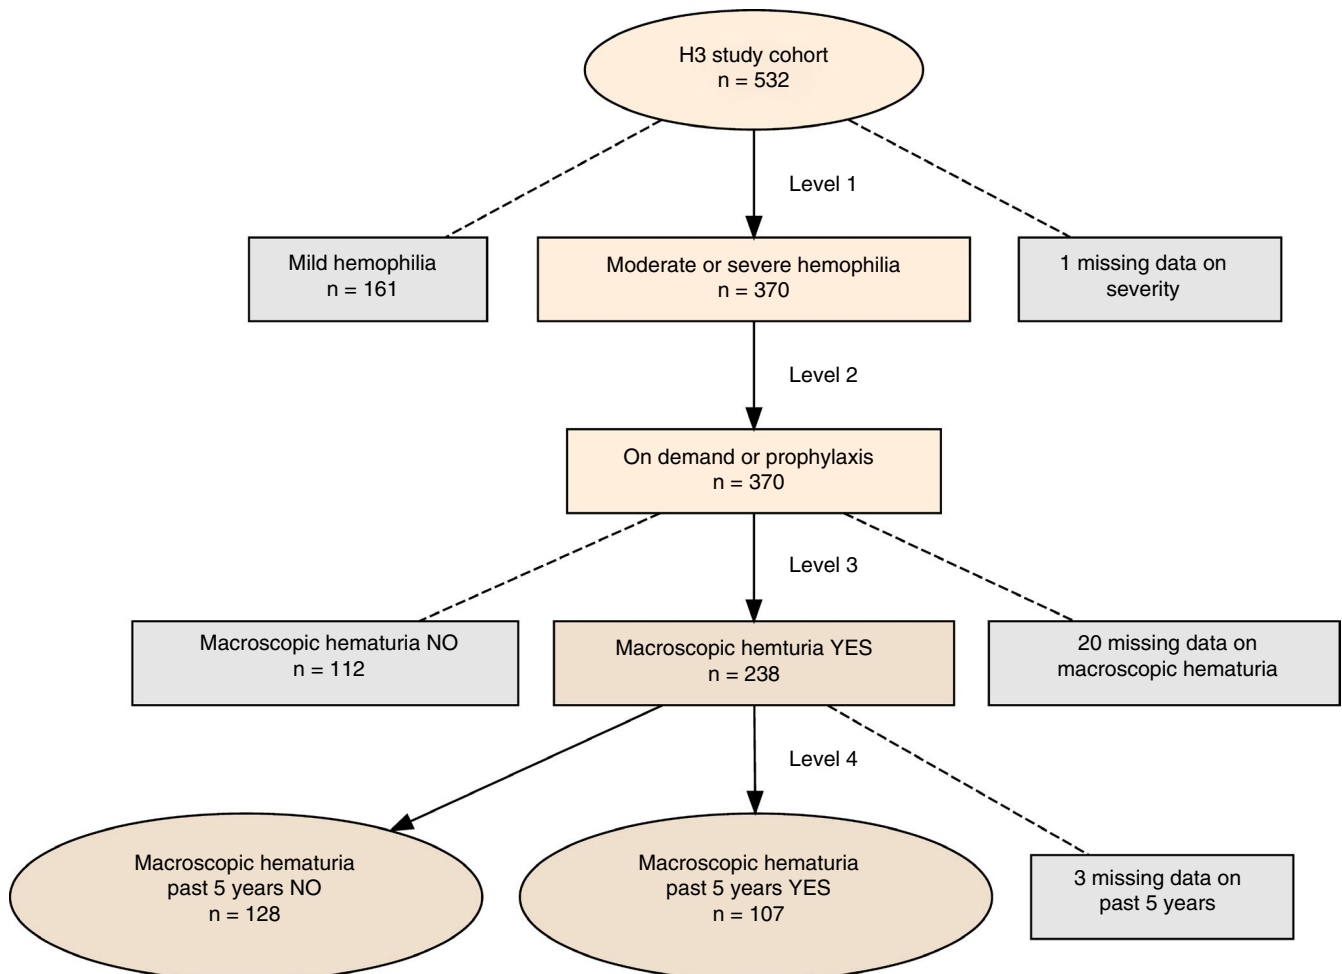 H3 study cohort
n = 532
Level 1
Mild hemophilia
n = 161
Moderate or severe hemophilia
n = 370
1 missing data on
severity
Level 2
On demand or prophylaxis
n = 370
Level 3
Macroscopic hematuria NO
n = 112
Macroscopic hemturia YES
n = 238
20 missing data on
macroscopic hematuria
Level 4
Macroscopic hematuria
past 5 years NO
n = 128
Macroscopic hematuria
past 5 years YES
n = 107
3 missing data on
past 5 years